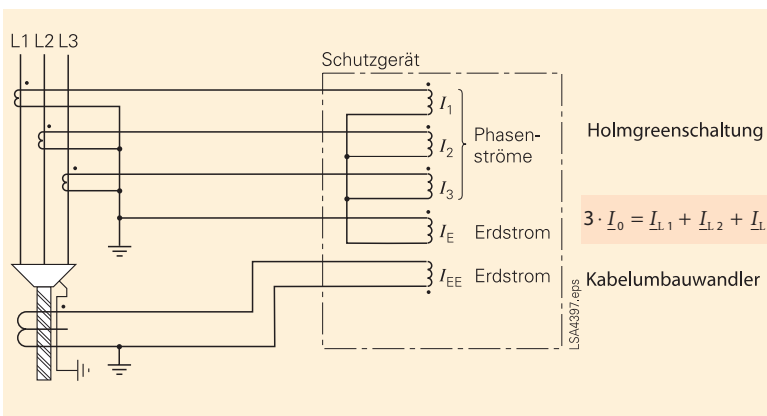 L1 L2 L3
Schutzgerät
I1
I2
I3
Phasen-
ströme
Holmgreenschaltung
3 · I0 = IL1 + IL2 + IL
IE Erdstrom
IEE Erdstrom
Kabelumbauwandler
LSA4397.eps